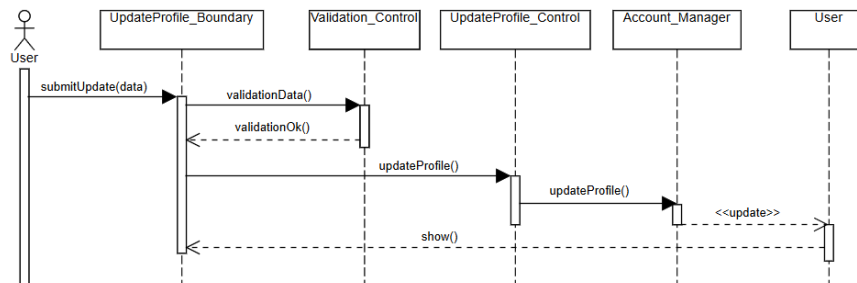 UpdateProfile_Boundary
Validation_Control
UpdateProfile_Control
Account_Manager
User
User
submitUpdate(data)
validationData()
validationOk()
updateProfile()
updateProfile()
<<update>>
show()